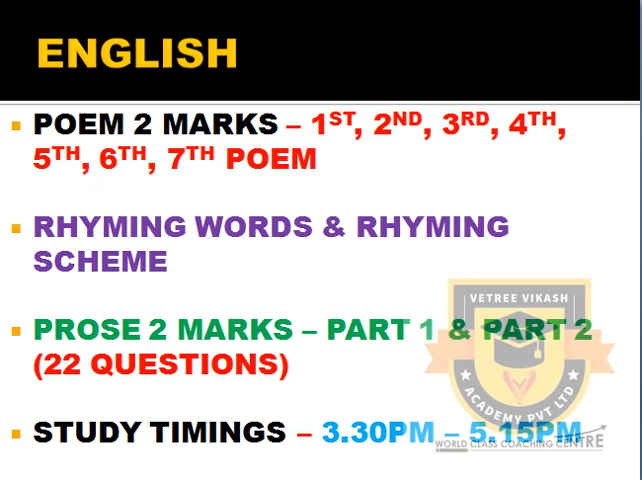 ENGLISH
POEM 2 MARKS – 1ST, 2ND, 3RD, 4TH,
5TH, 6TH, 7TH POEM
RHYMING WORDS & RHYMING
SCHEME
PROSE 2 MARKS – PART 1 & PART 2
(22 QUESTIONS)
STUDY TIMINGS – 3.30PM – 5.15PM
VETREE VIKASH
ACADEMY PVT LTD
WORLD CLASS COACHING CENTRE